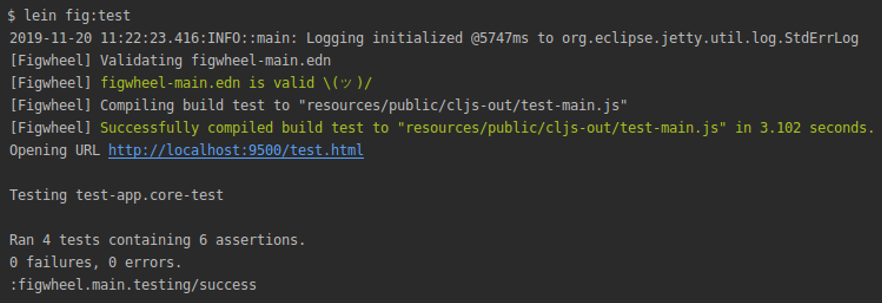 $ lein fig:test
2019-11-20 11:22:23.416:INFO::main: Logging initialized @5747ms to org.eclipse.jetty.util.log.StdErrLog
[Figwheel] Validating figwheel-main.edn
[Figwheel] figwheel-main.edn is valid \(ツ)/
[Figwheel] Compiling build test to "resources/public/cljs-out/test-main.js"
[Figwheel] Successfully compiled build test to "resources/public/cljs-out/test-main.js" in 3.102 seconds.
Opening URL http://localhost:9500/test.html
Testing test-app.core-test
Ran 4 tests containing 6 assertions.
0 failures, 0 errors.
:figwheel.main.testing/success